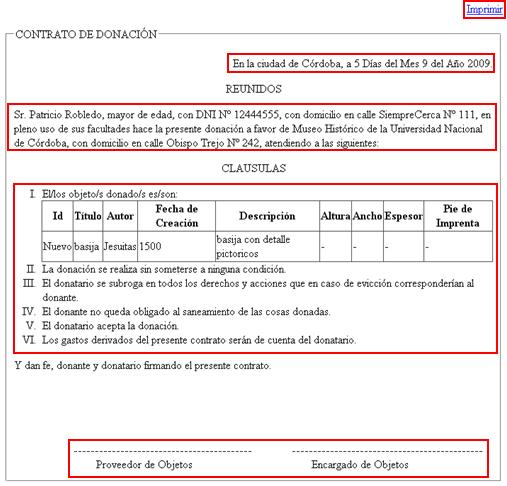 Imprimir
CONTRATO DE DONACIÓN
En la ciudad de Córdoba, a 5 Días del Mes 9 del Año 2009.
REUNIDOS
Sr. Patricio Robledo, mayor de edad, con DNI Nº 12444555, con domicilio en calle SiempreCerca Nº 111, en
pleno uso de sus facultades hace la presente donación a favor de Museo Histórico de la Universidad Nacional
de Córdoba, con domicilio en calle Obispo Trejo Nº 242, atendiendo a las siguientes:
CLAUSULAS
I. El/los objeto/s donado/s es/son:
Id Título Autor Fecha de Creación Descripción Altura Ancho Espesor Pie de Imprenta
Nuevo basija Jesuitas 1500 basija con detalle pictoricos - - - -
II. La donación se realiza sin someterse a ninguna condición.
III. El donatario se subroga en todos los derechos y acciones que en caso de evicción corresponderían al
donante.
IV. El donante no queda obligado al saneamiento de las cosas donadas.
V. El donatario acepta la donación.
VI. Los gastos derivados del presente contrato serán de cuenta del donatario.
Y dan fe, donante y donatario firmando el presente contrato.
Proveedor de Objetos Encargado de Objetos